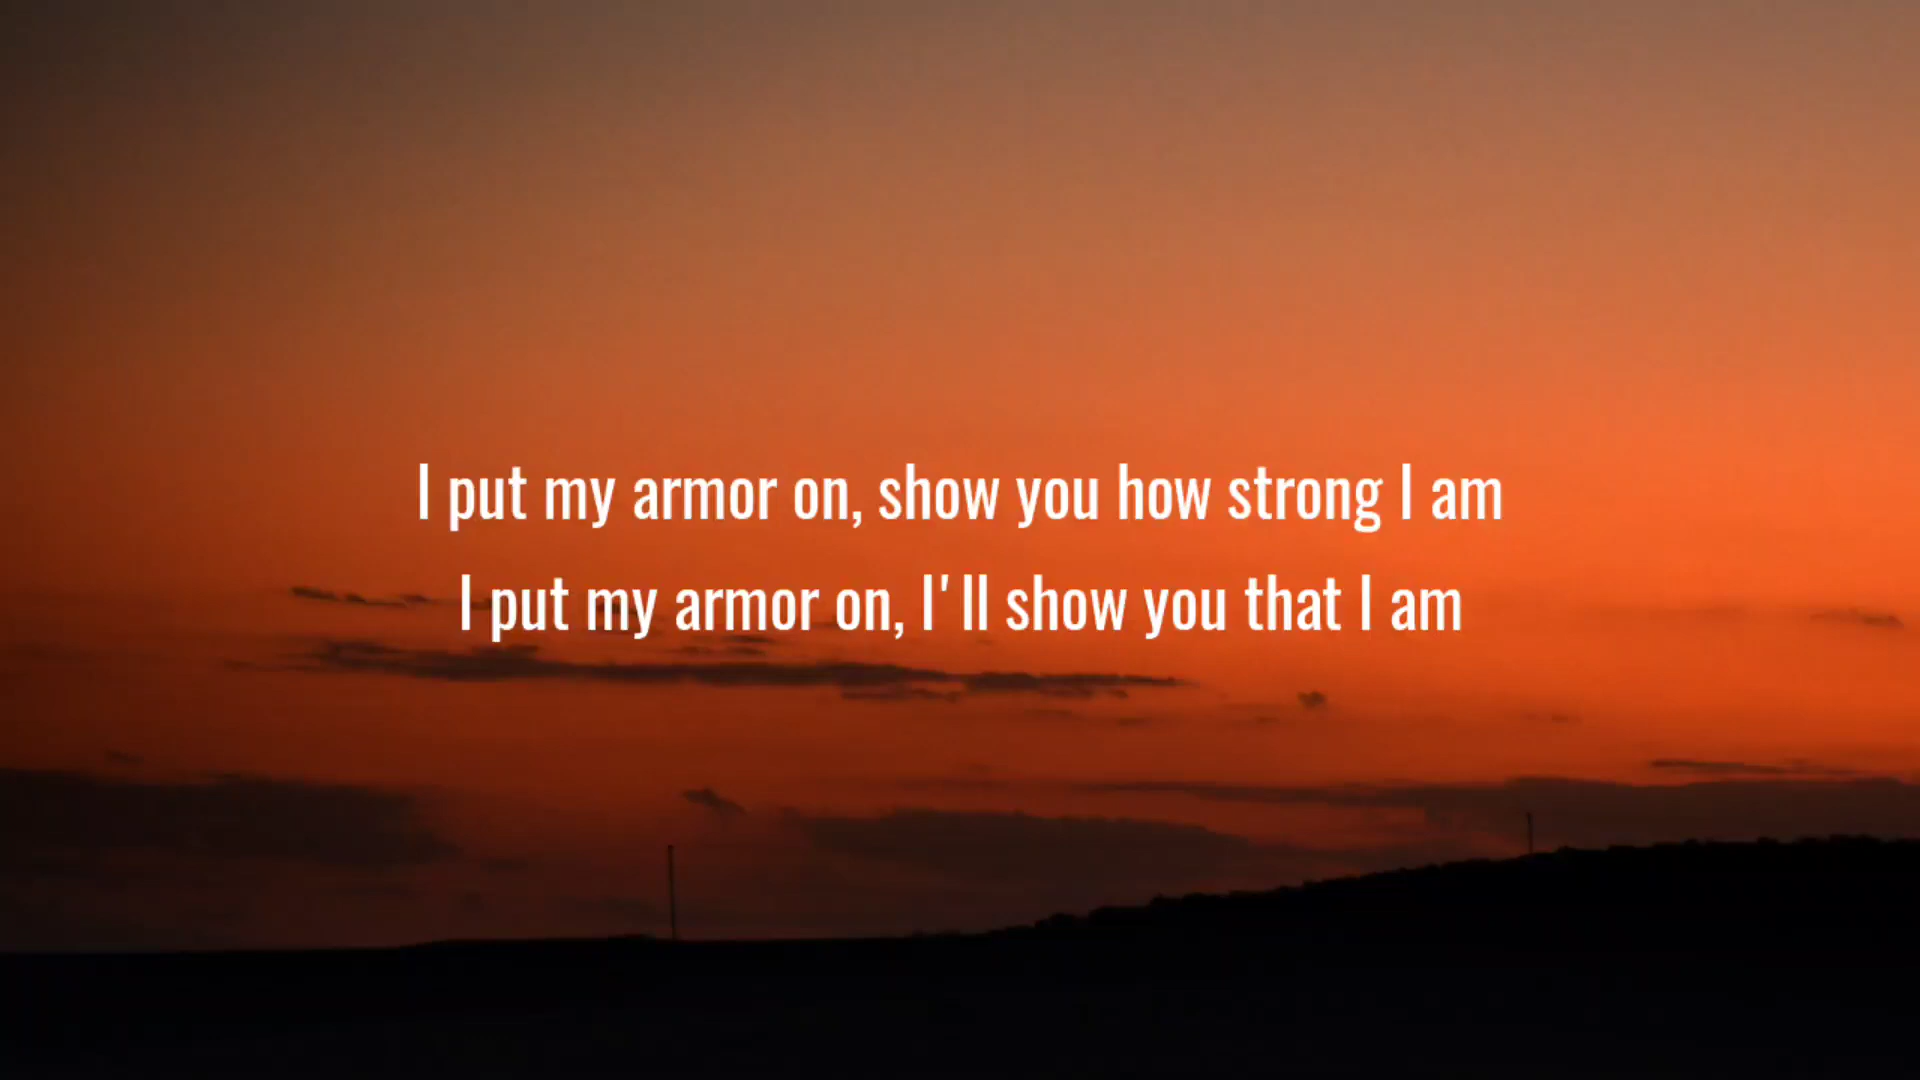 I put my armor on, show you how strong I am
I put my armor on, I'll show you that I am